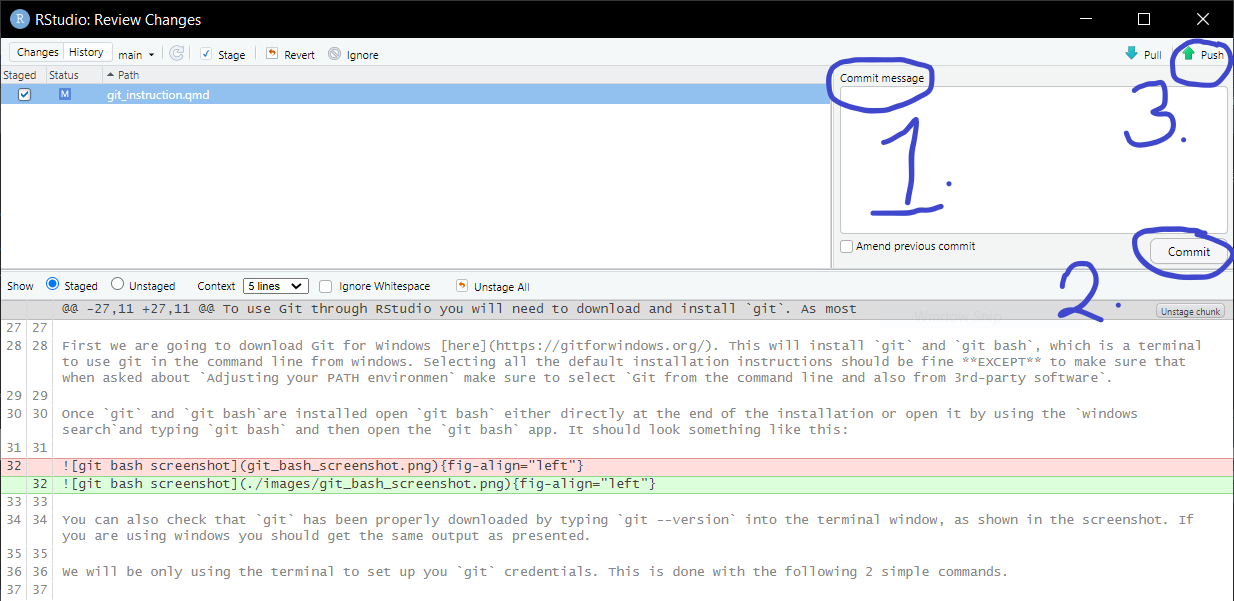 R RStudio: Review Changes
Changes History main Stage Revert Ignore Pull Push
Staged Status Path
M git_instruction.qmd
Commit message
1.
3.
Amend previous commit
Commit
2.
Show Staged Unstaged Context 5 lines Ignore Whitespace Unstage All
@@ -27,11 +27,11 @@ To use Git through RStudio you will need to download and install `git`. As most
Unstage chunk
27 27
28 28 First we are going to download Git for Windows [here](https://gitforwindows.org/). This will install `git` and `git bash`, which is a terminal
to use git in the command line from windows. Selecting all the default installation instructions should be fine **EXCEPT** to make sure that
when asked about `Adjusting your PATH environmen` make sure to select `Git from the command line and also from 3rd-party software`.
29 29
30 30 Once `git` and `git bash`are installed open `git bash` either directly at the end of the installation or open it by using the `windows
search`and typing `git bash` and then open the `git bash` app. It should look something like this:
31 31
32 ![git bash screenshot](git_bash_screenshot.png){fig-align="left"}
32 ![git bash screenshot](./images/git_bash_screenshot.png){fig-align="left"}
33 33
34 34 You can also check that `git` has been properly downloaded by typing `git --version` into the terminal window, as shown in the screenshot. If
you are using windows you should get the same output as presented.
35 35
36 36 We will be only using the terminal to set up you `git` credentials. This is done with the following 2 simple commands.
37 37